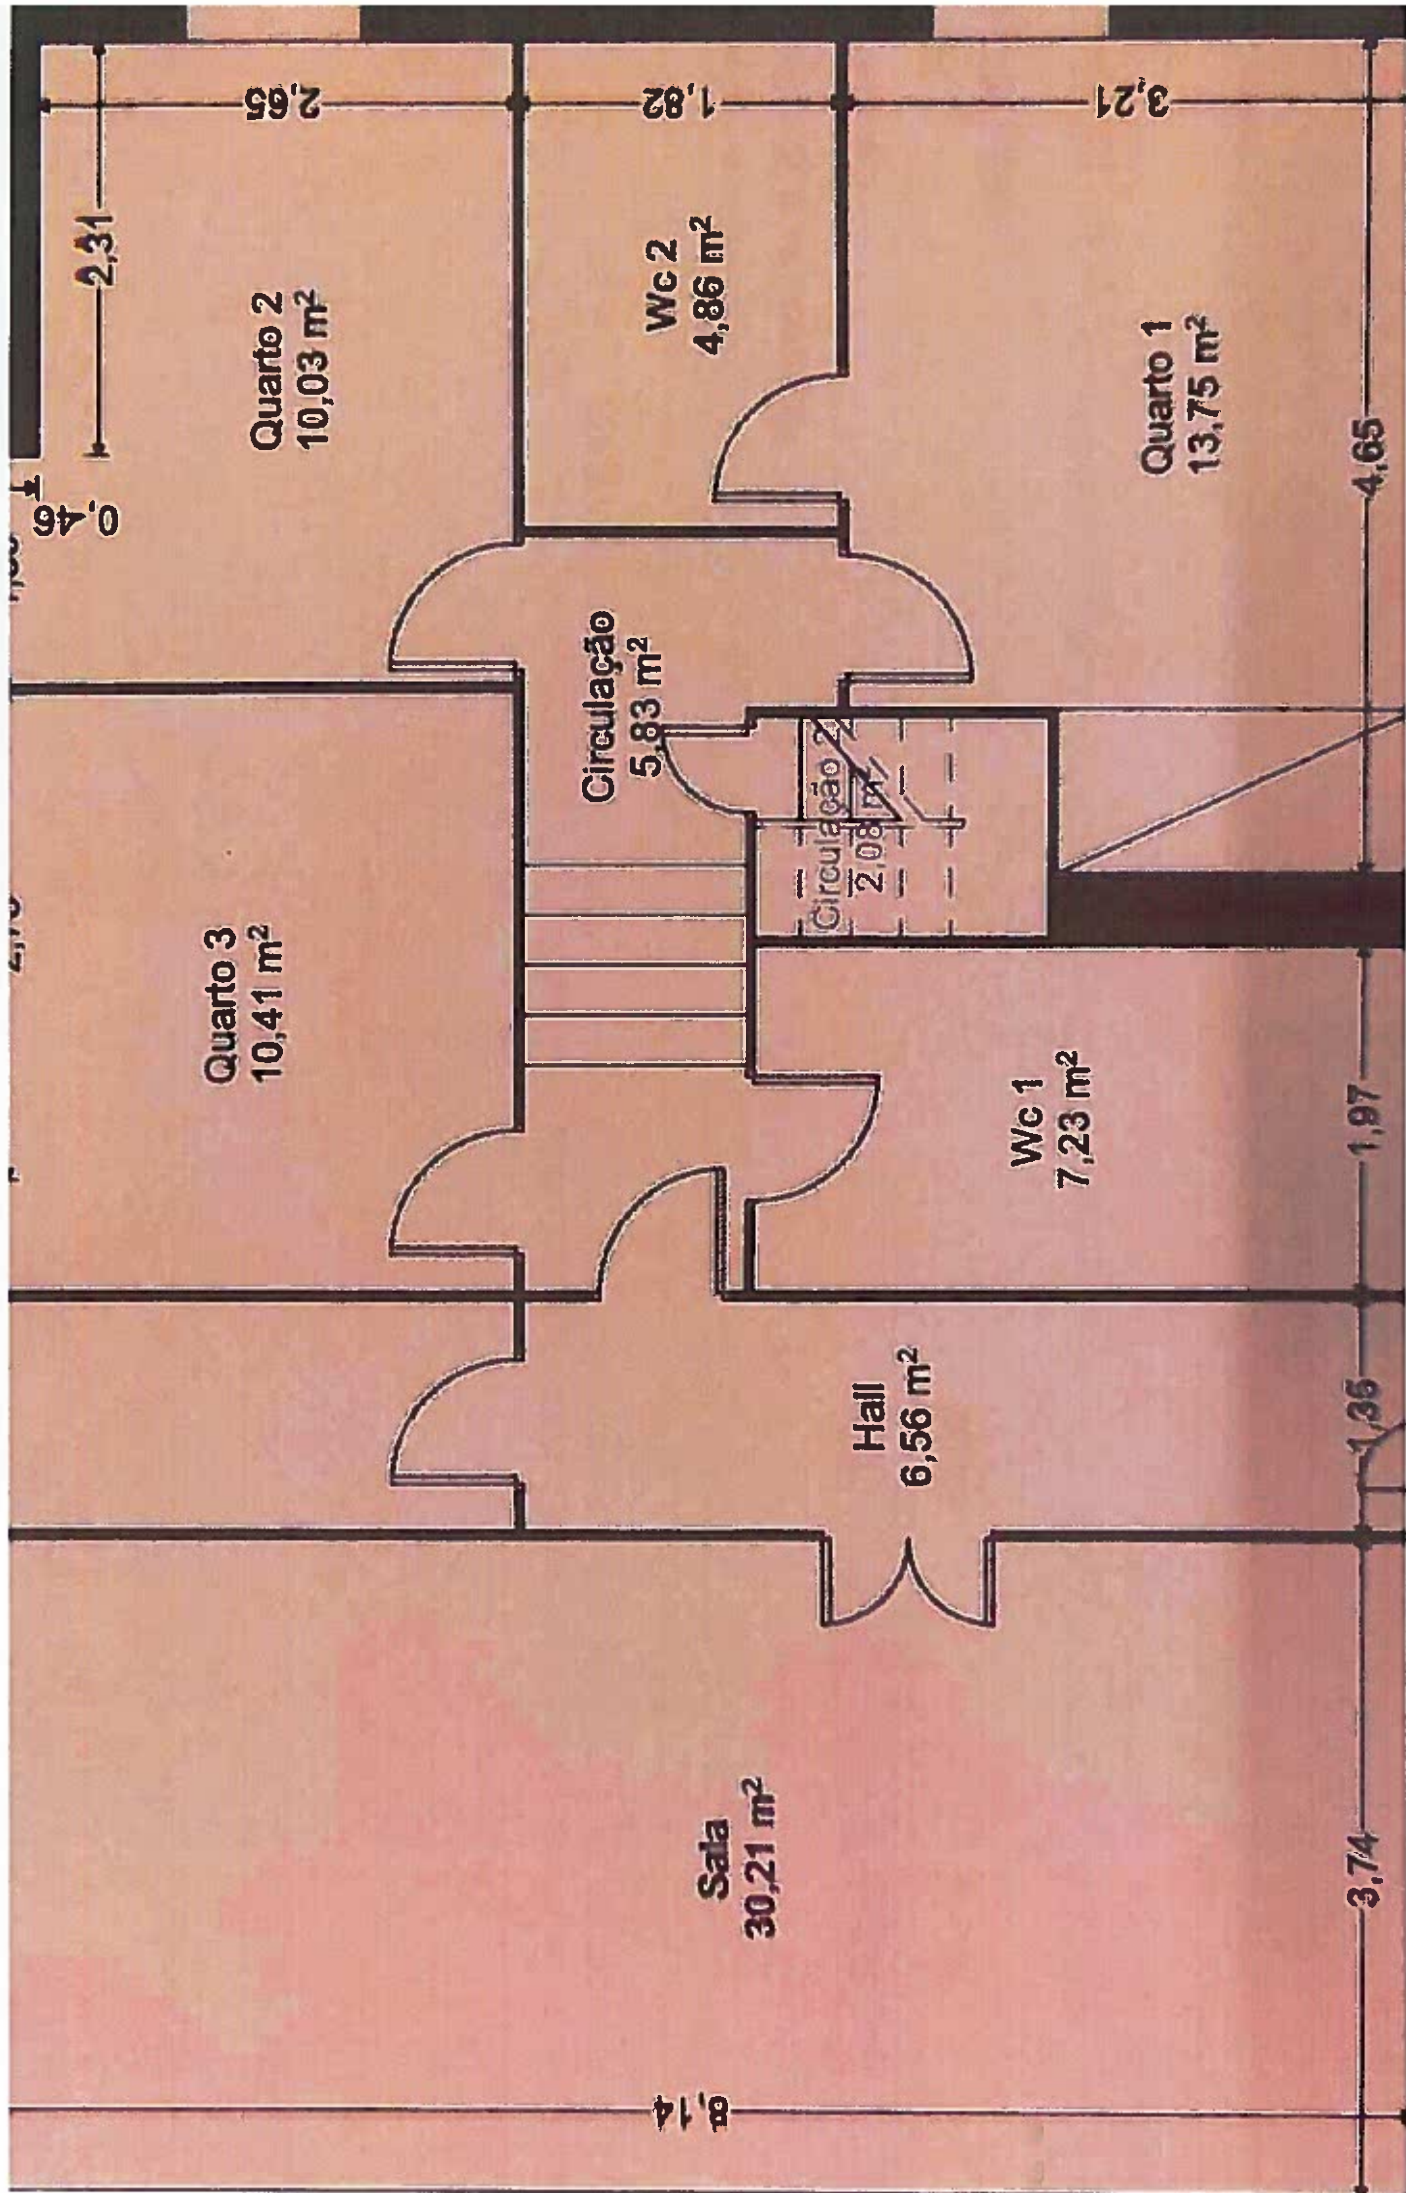 2,65
1,82
3,21
2,31
Quarto 2
10,03 m²
Wc 2
4,86 m²
Quarto 1
13,75 m²
0,46
4,65
Circulação
5,83 m²
Circulação 2
2,08 m²
Quarto 3
10,41 m²
Wc 1
7,23 m²
1,97
Hall
6,56 m²
Sala
30,21 m²
3,74
8,14